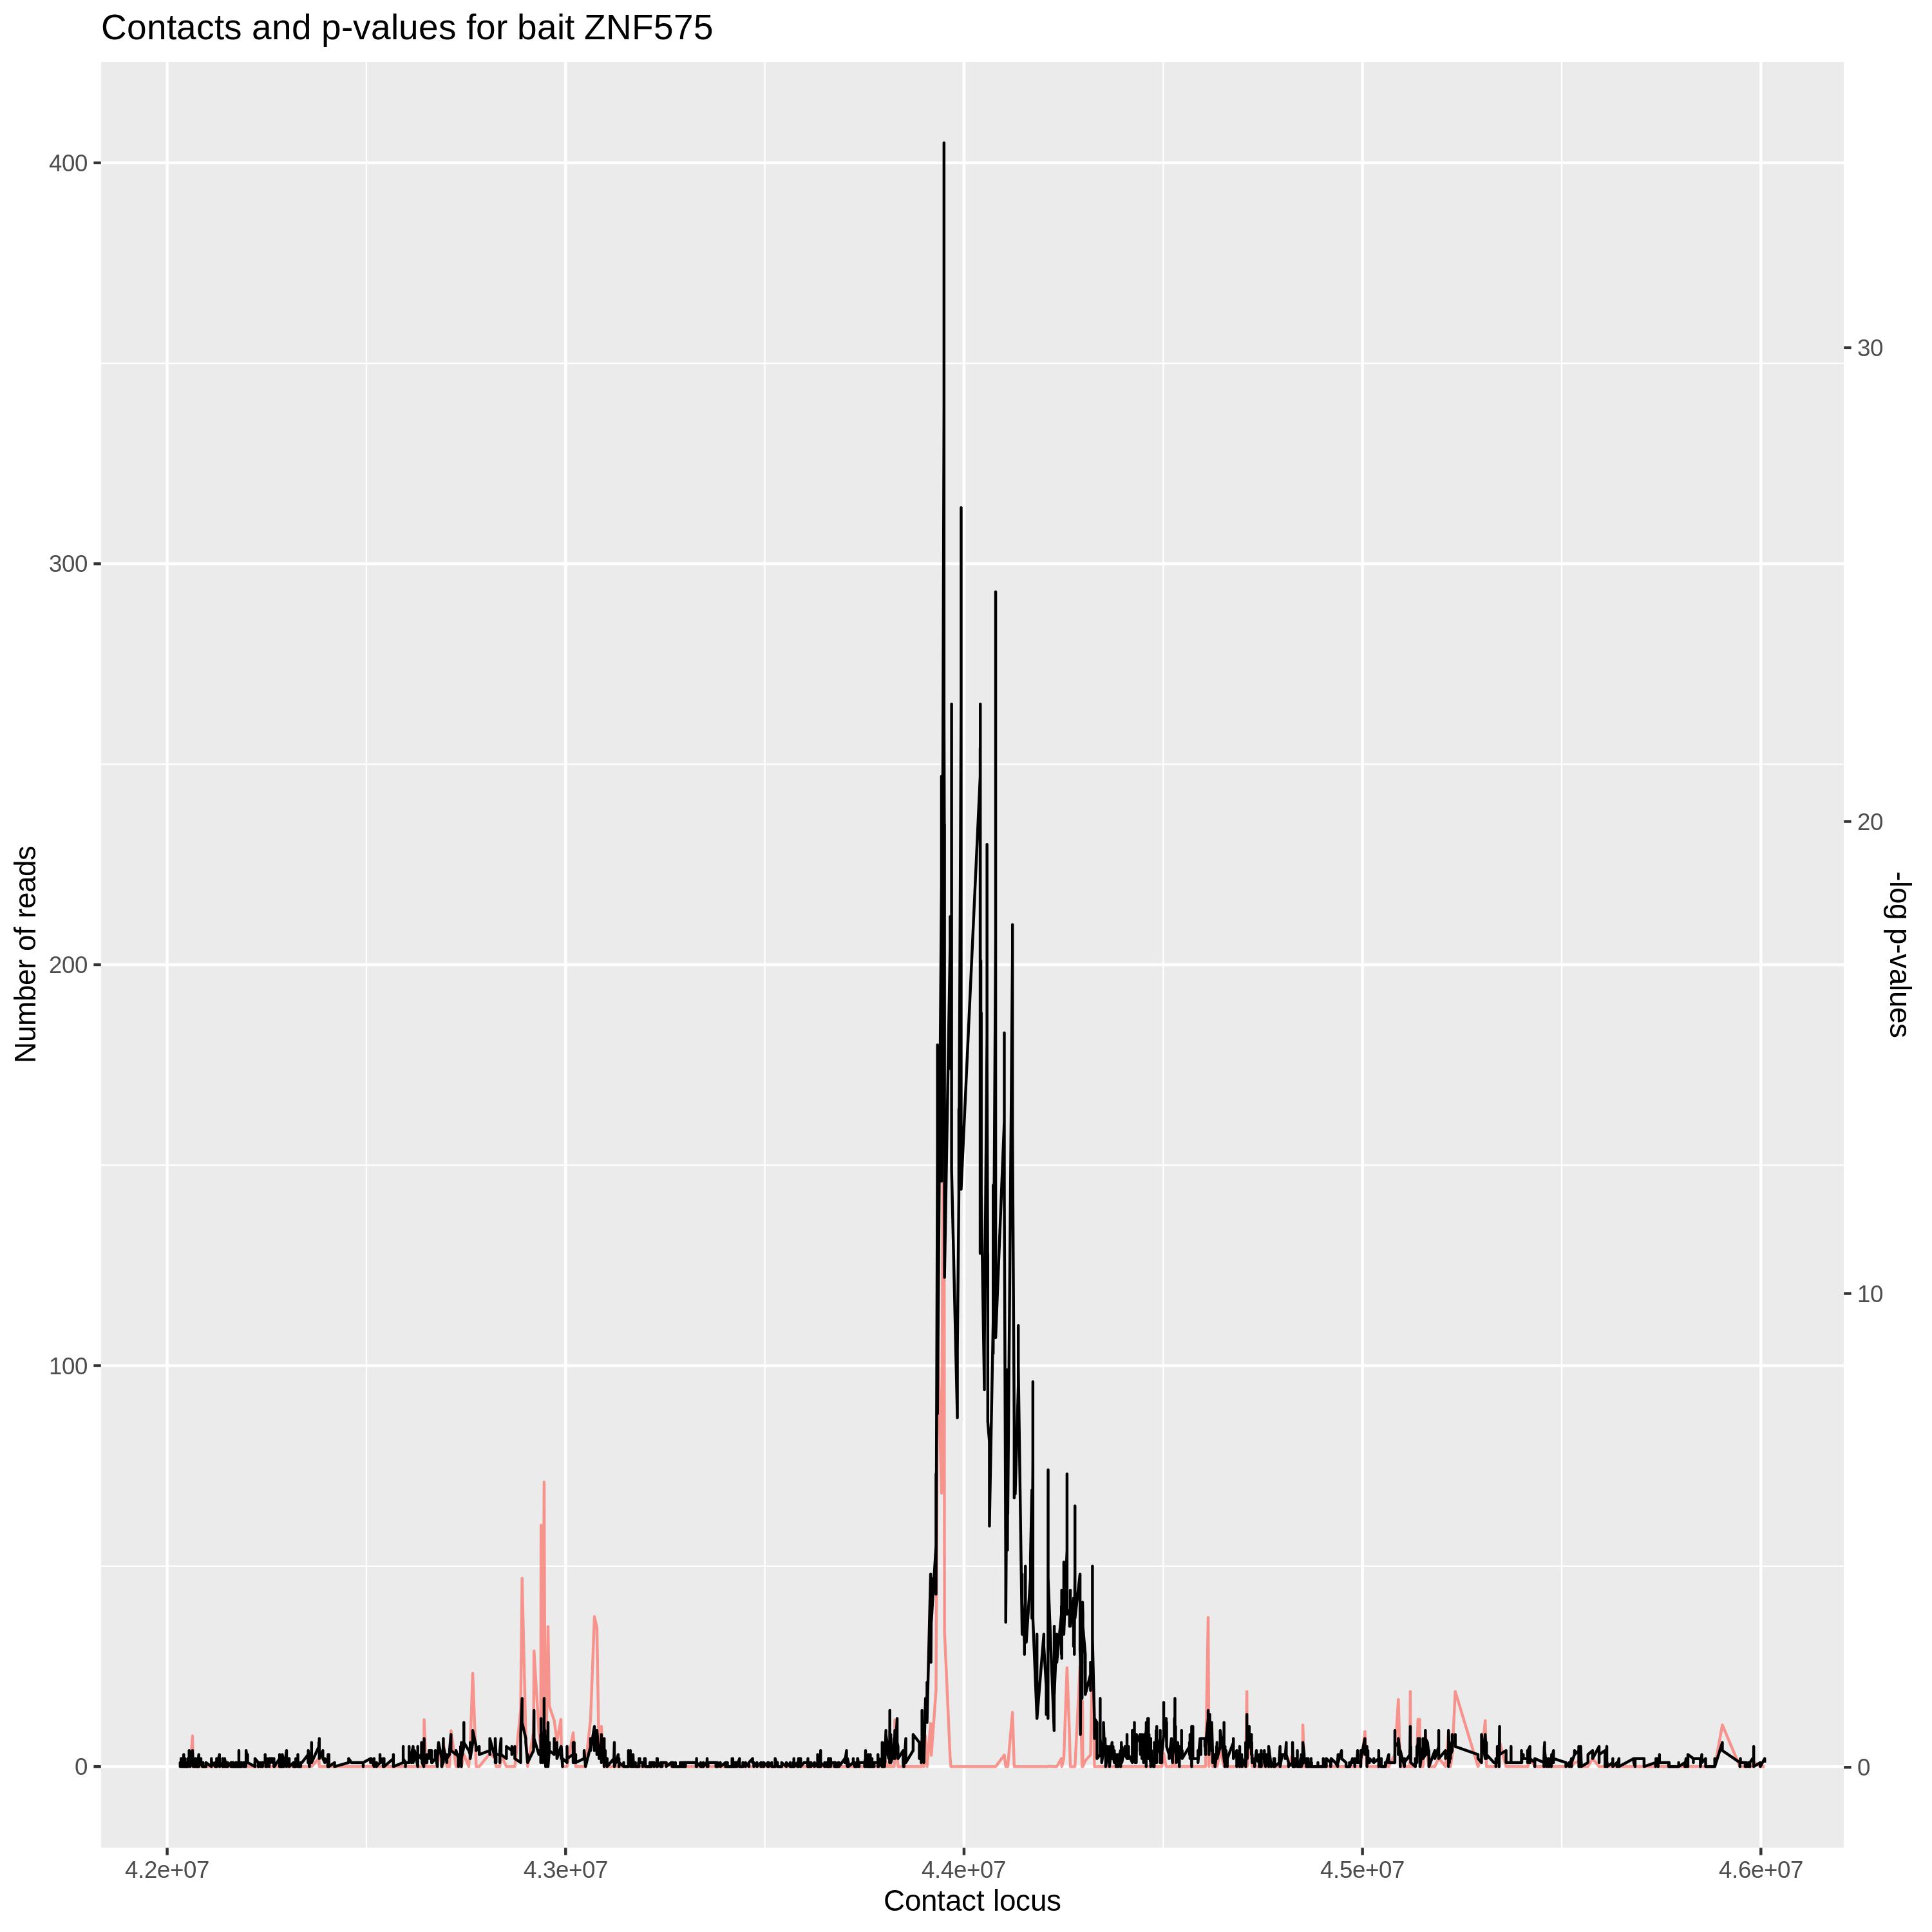 Contacts and p-values for bait ZNF575
400
300
200
100
0
Number of reads
30
20
10
0
-log p-values
4.2e+07 4.3e+07 4.4e+07 4.5e+07 4.6e+07
Contact locus